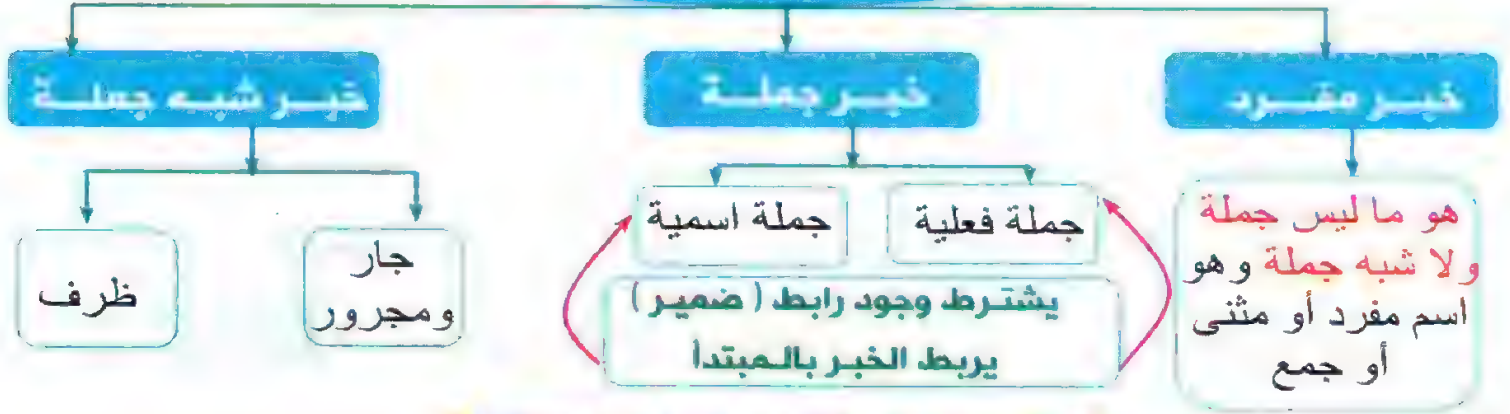 خبر مفرد
خبر جملة
خبر شبه جملة
هو ما ليس جملة
ولا شبه جملة وهو
اسم مفرد أو مثنى
أو جمع
جملة فعلية
جملة اسمية
يشترط وجود رابط ( ضمير )
يربط الخبر بالمبتدأ
جار
ومجرور
ظرف